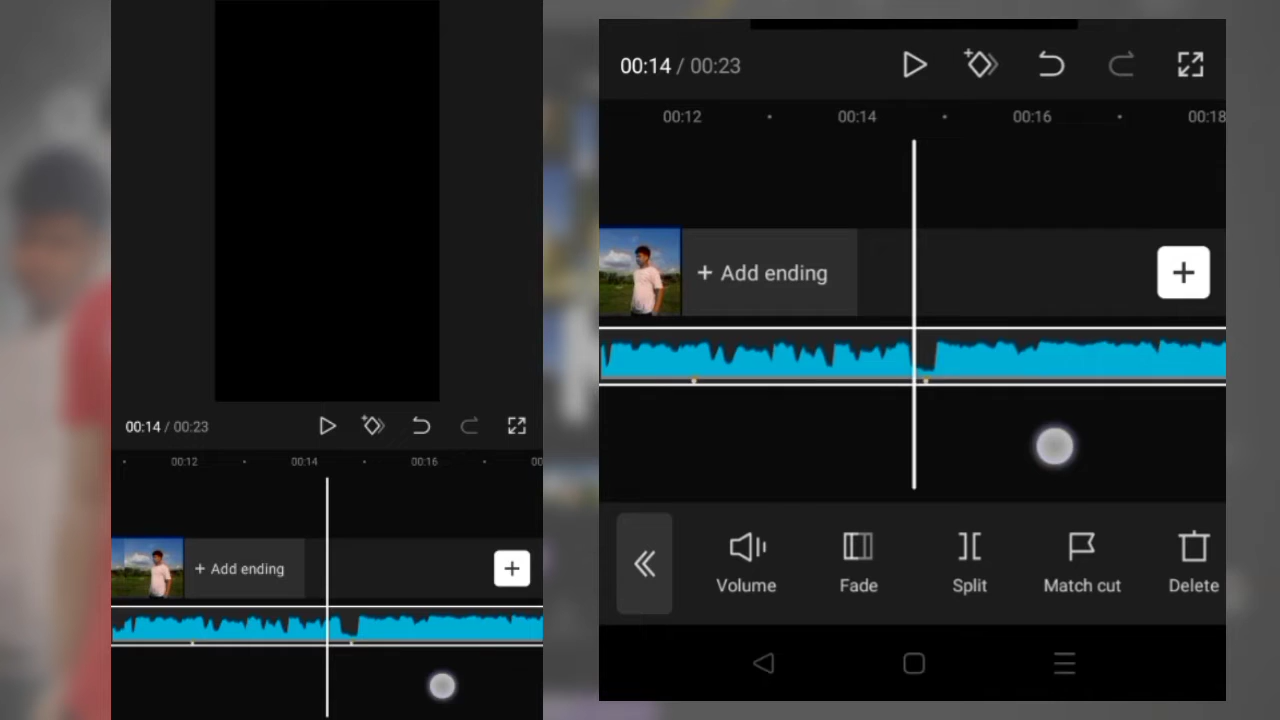 00:14 / 00:23
00:12 00:14 00:16 00
+ Add ending
00:14 / 00:23
00:12 00:14 00:16 00:18
+ Add ending
Volume Fade Split Match cut Delete